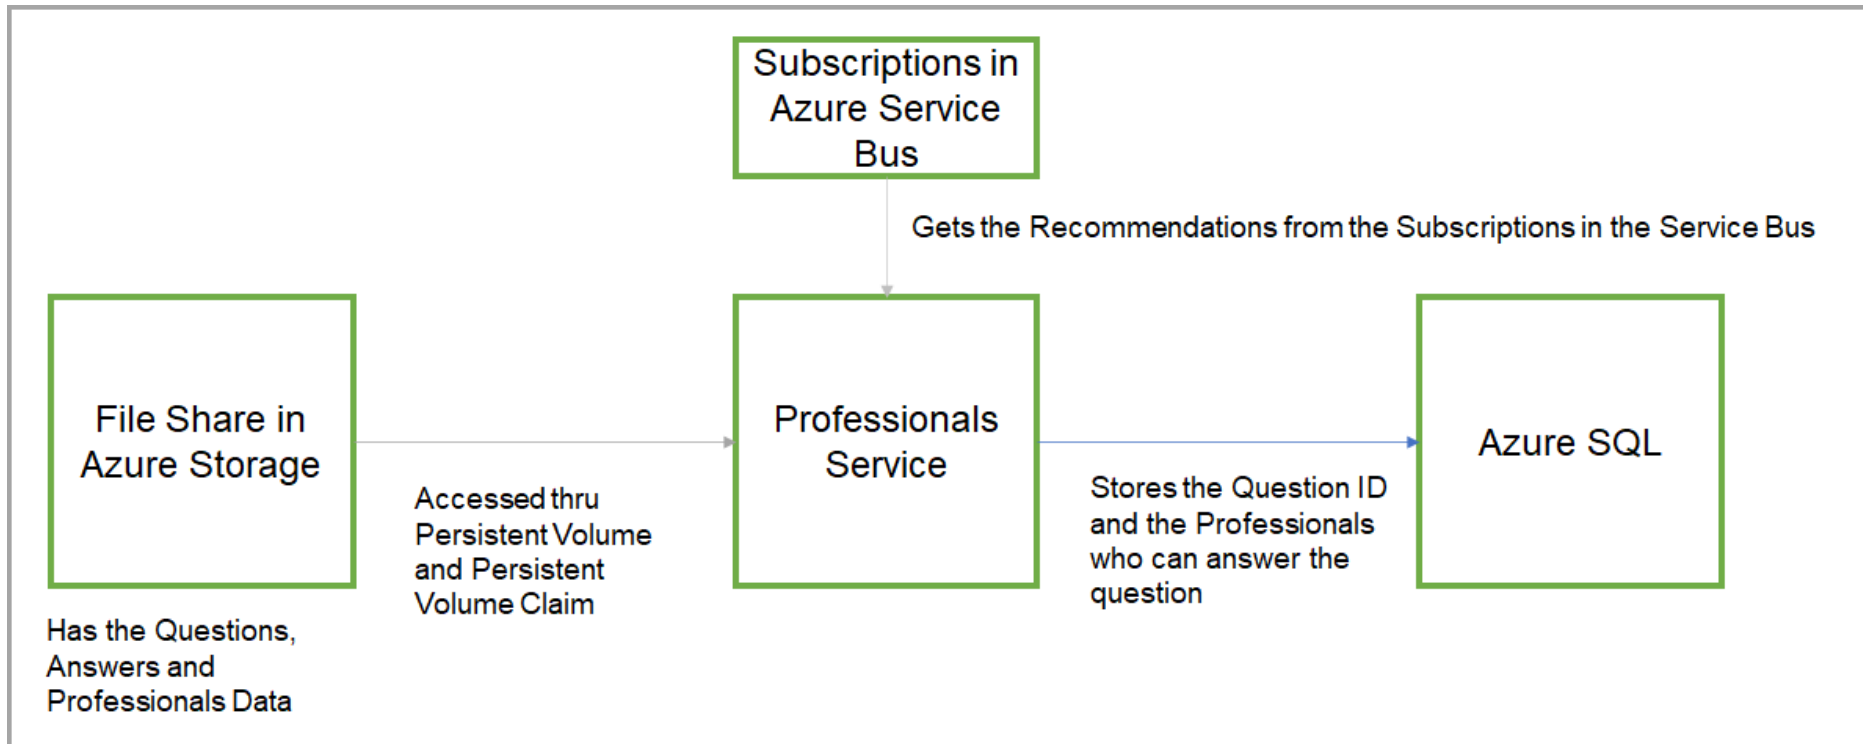 Subscriptions in
Azure Service
Bus
Gets the Recommendations from the Subscriptions in the Service Bus
File Share in
Azure Storage
Professionals
Service
Azure SQL
Accessed thru
Persistent Volume
and Persistent
Volume Claim
Stores the Question ID
and the Professionals
who can answer the
question
Has the Questions,
Answers and
Professionals Data